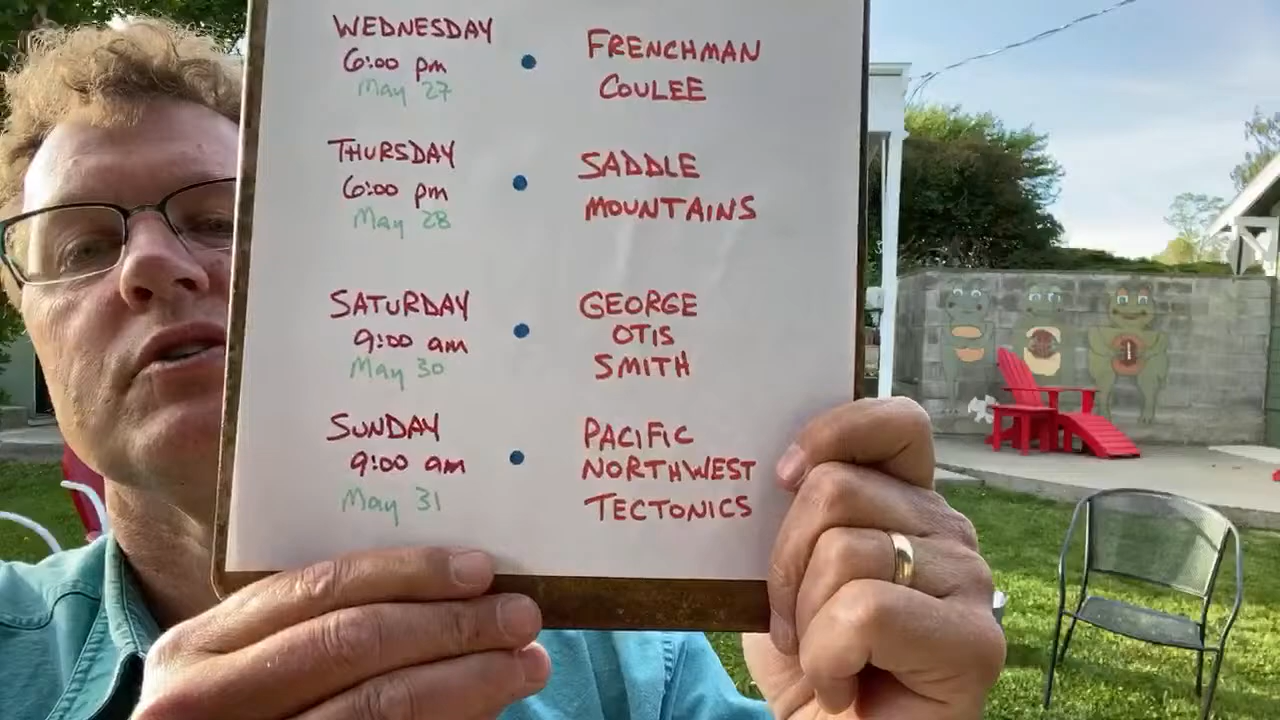 WEDNESDAY
6:00 pm
May 27
FRENCHMAN
COULEE
THURSDAY
6:00 pm
May 28
SADDLE
MOUNTAINS
SATURDAY
9:00 am
May 30
GEORGE
OTIS
SMITH
SUNDAY
9:00 am
May 31
PACIFIC
NORTHWEST
TECTONICS